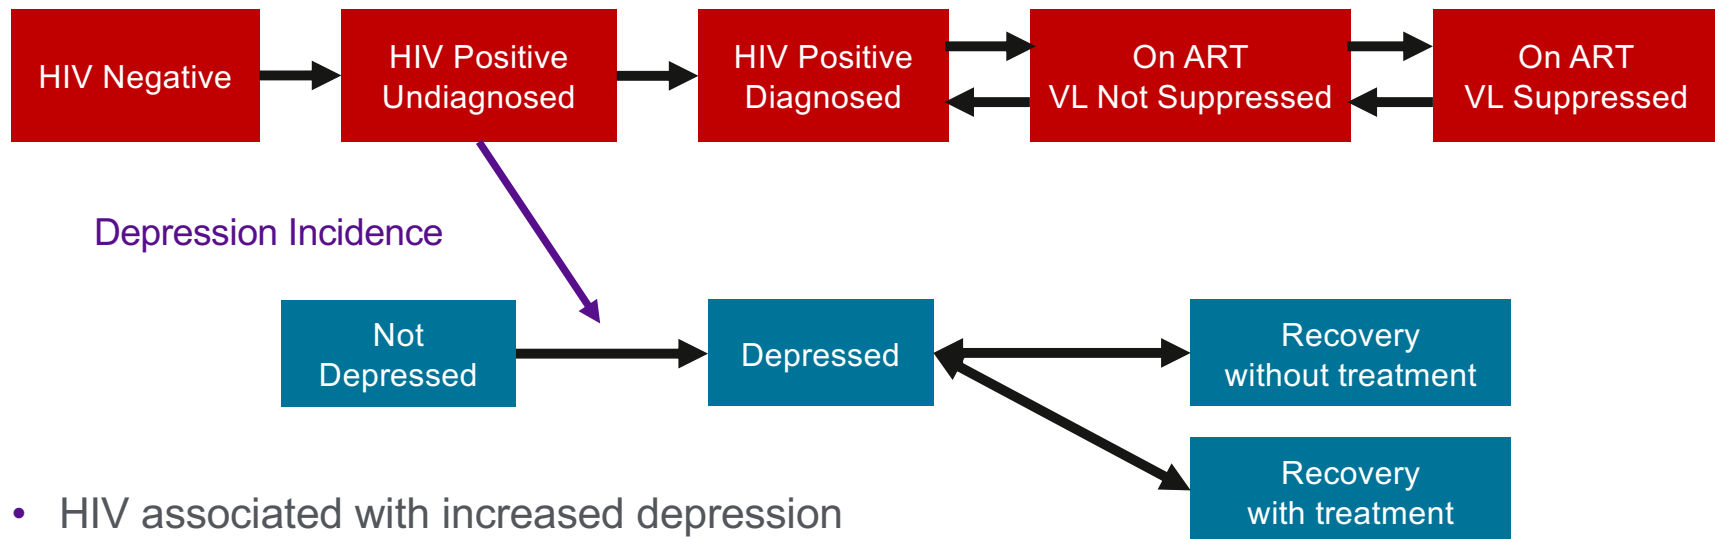 HIV Negative
HIV Positive
Undiagnosed
HIV Positive
Diagnosed
On ART
VL Not Suppressed
On ART
VL Suppressed
Depression Incidence
Not
Depressed
Depressed
Recovery
without treatment
Recovery
with treatment
• HIV associated with increased depression